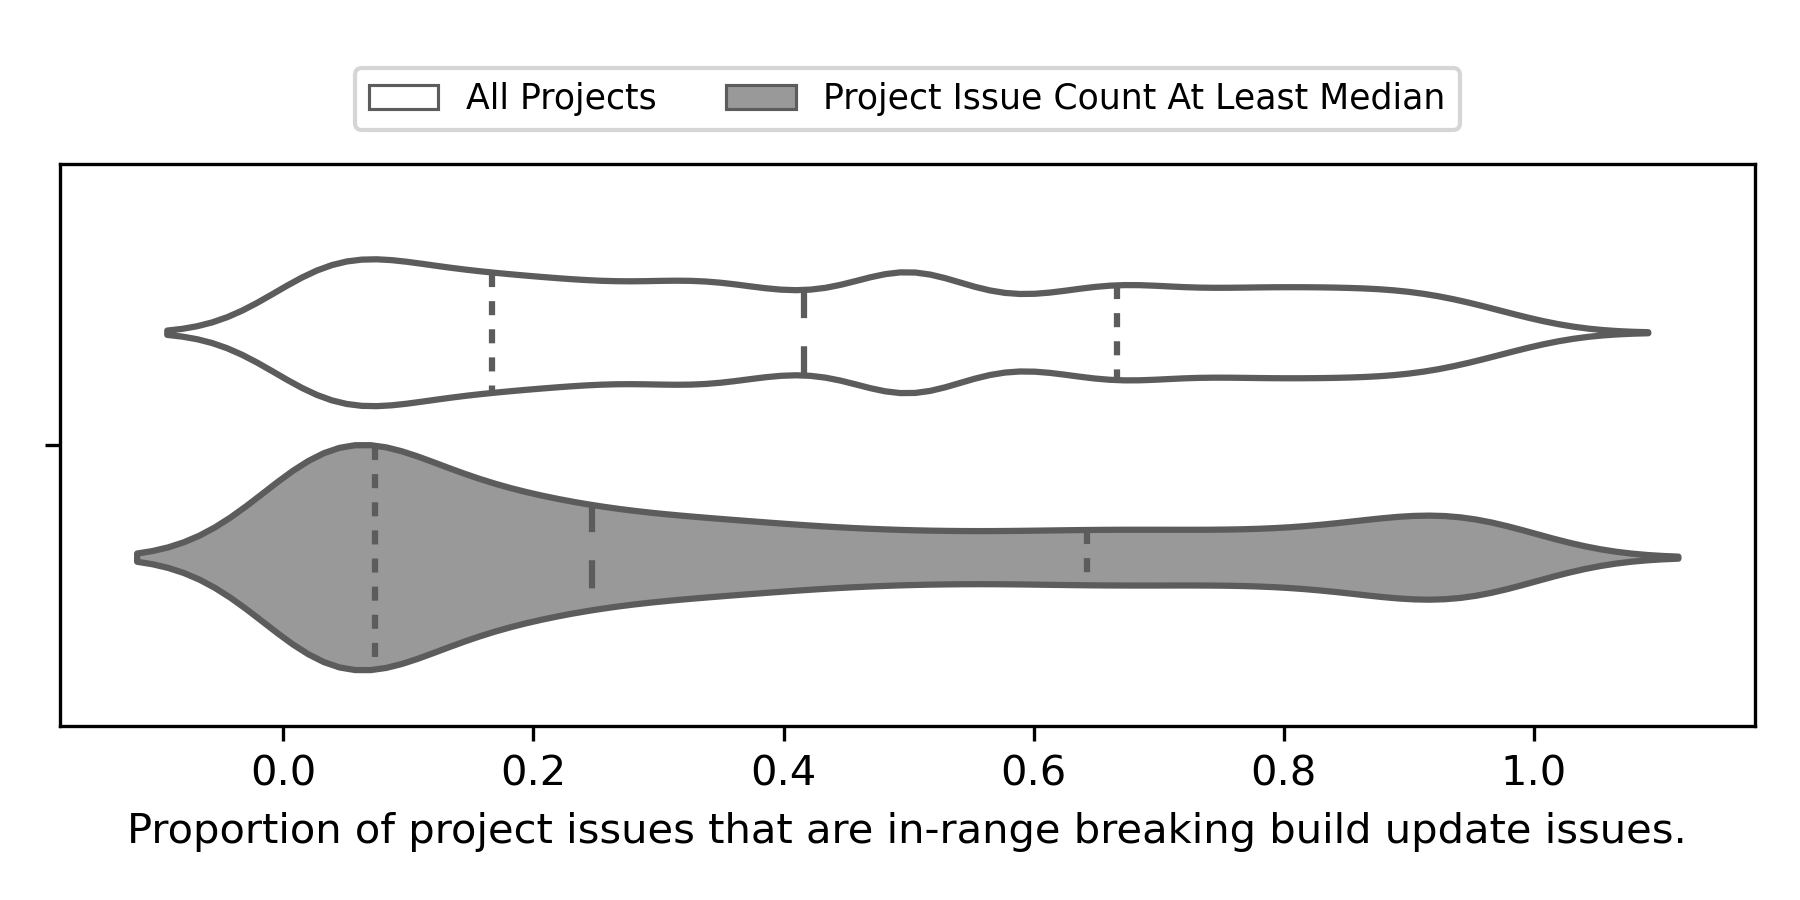 All Projects Project Issue Count At Least Median
0.0 0.2 0.4 0.6 0.8 1.0
Proportion of project issues that are in-range breaking build update issues.